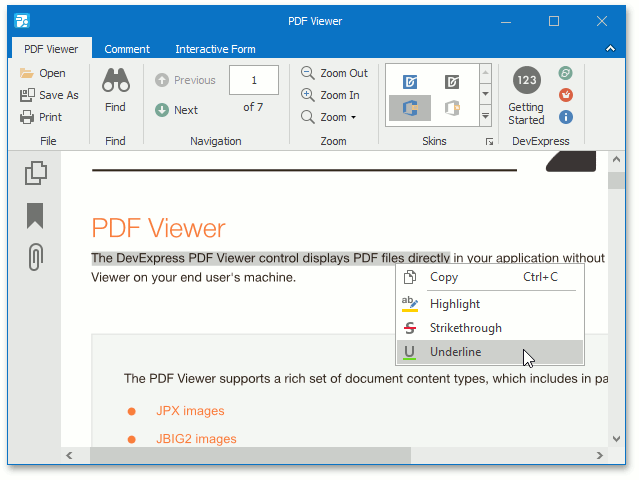 PDF Viewer
PDF Viewer Comment Interactive Form
Open
Save As
Print
File
Find
Find
Previous
Next
1
of 7
Navigation
Zoom Out
Zoom In
Zoom
Zoom
Skins
123
Getting
Started
DevExpress
PDF Viewer
The DevExpress PDF Viewer control displays PDF files directly in your application without
Viewer on your end user's machine.
Copy Ctrl+C
ab Highlight
S Strikethrough
U Underline
The PDF Viewer supports a rich set of document content types, which includes in pa
JPX images
JBIG2 images